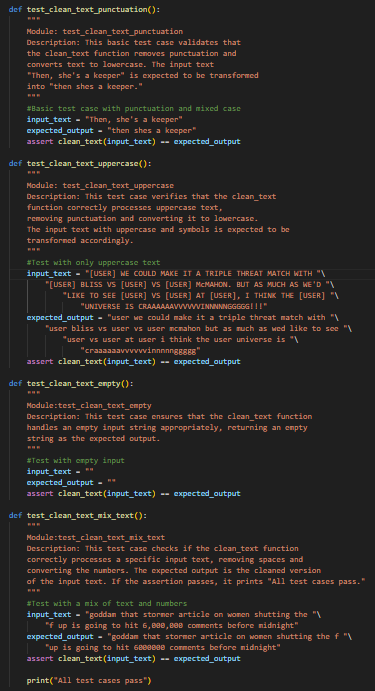 def test_clean_text_punctuation():
"""
Module: test_clean_text_punctuation
Description: This basic test case validates that
the clean_text function removes punctuation and
converts text to lowercase. The input text
"Then, she's a keeper" is expected to be transformed
into "then shes a keeper."
"""
#Basic test case with punctuation and mixed case
input_text = "Then, she's a keeper"
expected_output = "then shes a keeper"
assert clean_text(input_text) == expected_output
def test_clean_text_uppercase():
"""
Module: test_clean_text_uppercase
Description: This test case verifies that the clean_text
function correctly processes uppercase text,
removing punctuation and converting it to lowercase.
The input text with uppercase and symbols is expected to be
transformed accordingly.
"""
#Test with only uppercase text
input_text = "[USER] WE COULD MAKE IT A TRIPLE THREAT MATCH WITH "\
"[USER] BLISS VS [USER] VS [USER] McMAHON. BUT AS MUCH AS WE'D "\
"LIKE TO SEE [USER] VS [USER] AT [USER], I THINK THE [USER] "\
"UNIVERSE IS CRAAAAAAVVVVVVINNNNNGGGGG!!!"
expected_output = "user we could make it a triple threat match with "\
"user bliss vs user vs user mcmahon but as much as wed like to see "\
"user vs user at user i think the user universe is "\
"craaaaaavvvvvvinnnnnggggg"
assert clean_text(input_text) == expected_output
def test_clean_text_empty():
"""
Module:test_clean_text_empty
Description: This test case ensures that the clean_text function
handles an empty input string appropriately, returning an empty
string as the expected output.
"""
#Test with empty input
input_text = ""
expected_output = ""
assert clean_text(input_text) == expected_output
def test_clean_text_mix_text():
"""
Module:test_clean_text_mix_text
Description: This test case checks if the clean_text function
correctly processes a specific input text, removing spaces and
converting the numbers. The expected output is the cleaned version
of the input text. If the assertion passes, it prints "All test cases pass."
"""
#Test with a mix of text and numbers
input_text = "goddam that stormer article on women shutting the "\
"f up is going to hit 6,000,000 comments before midnight"
expected_output = "goddam that stormer article on women shutting the f "\
"up is going to hit 6000000 comments before midnight"
assert clean_text(input_text) == expected_output
print("All test cases pass")